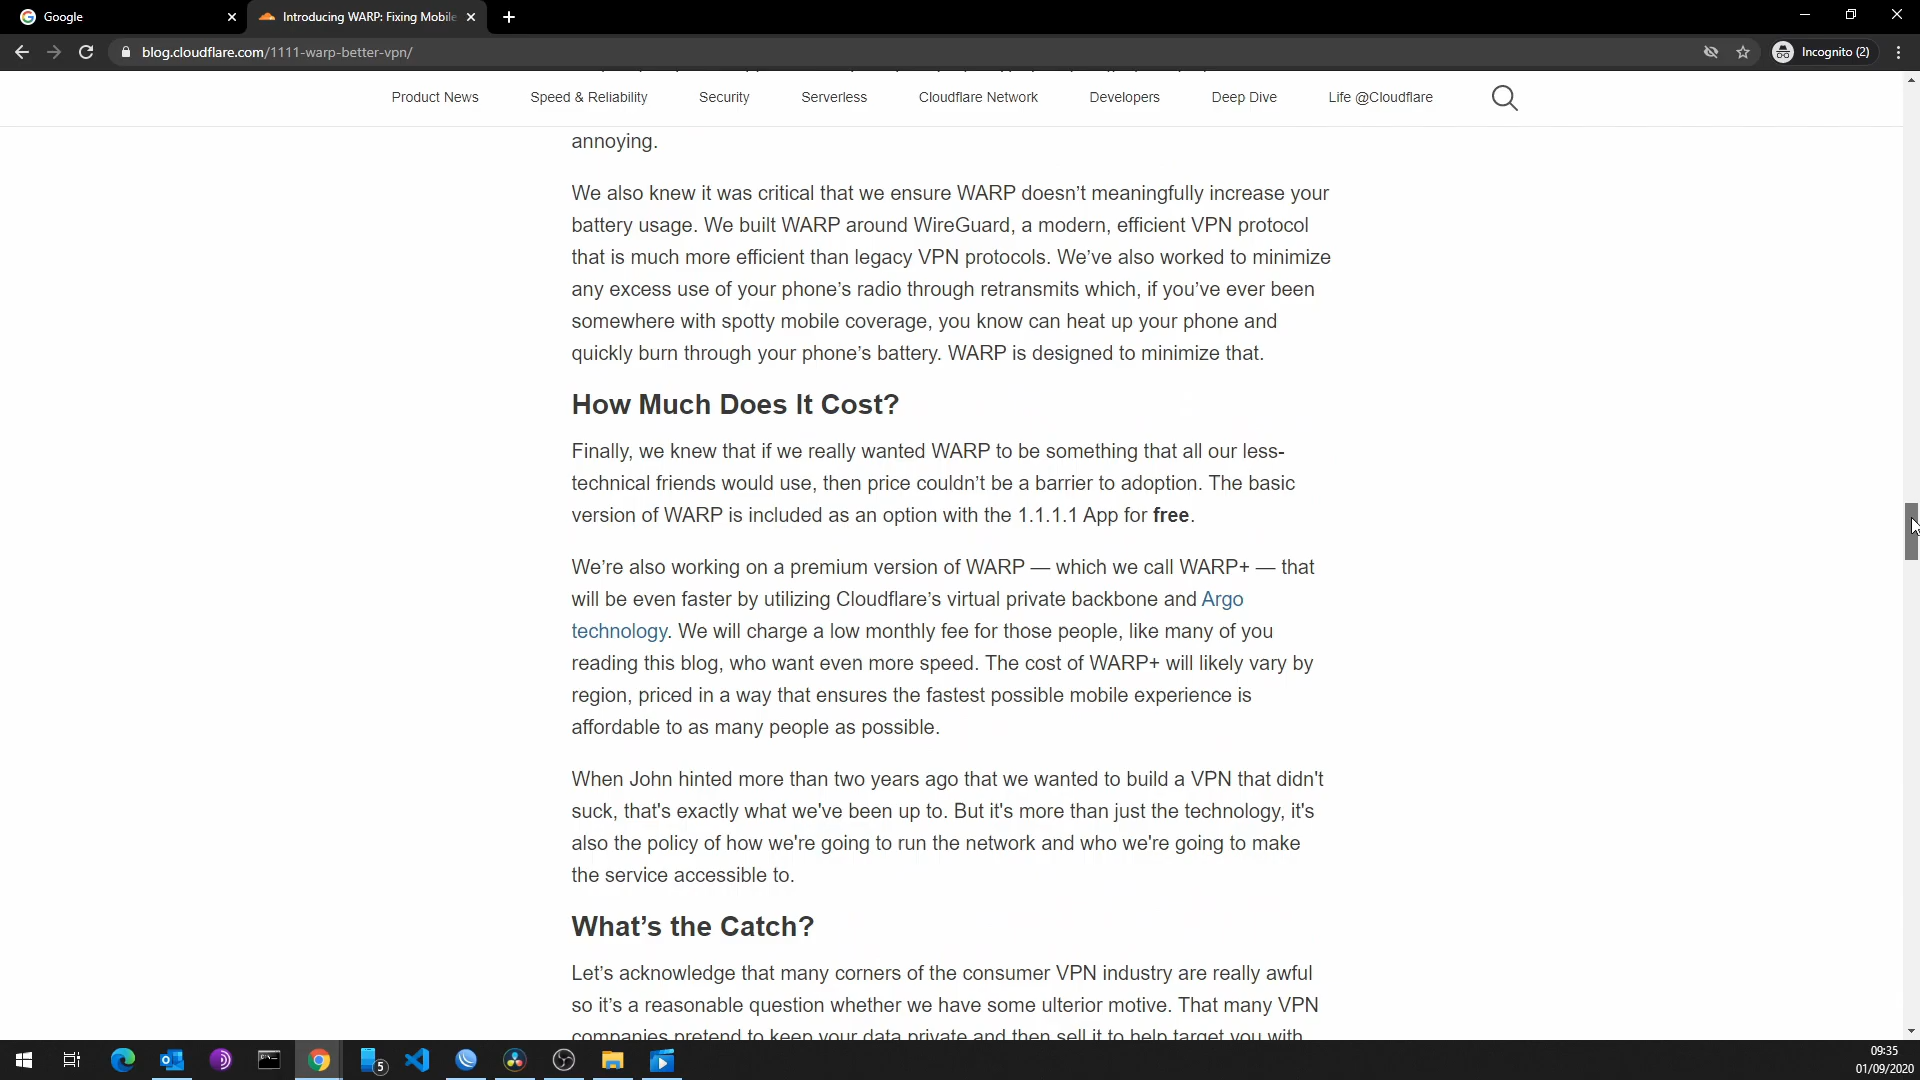 Google
Introducing WARP: Fixing Mobile
blog.cloudflare.com/1111-warp-better-vpn/
Incognito (2)
Product News
Speed & Reliability
Security
Serverless
Cloudflare Network
Developers
Deep Dive
Life @Cloudflare
annoying.
We also knew it was critical that we ensure WARP doesn’t meaningfully increase your
battery usage. We built WARP around WireGuard, a modern, efficient VPN protocol
that is much more efficient than legacy VPN protocols. We’ve also worked to minimize
any excess use of your phone’s radio through retransmits which, if you’ve ever been
somewhere with spotty mobile coverage, you know can heat up your phone and
quickly burn through your phone’s battery. WARP is designed to minimize that.
How Much Does It Cost?
Finally, we knew that if we really wanted WARP to be something that all our less-
technical friends would use, then price couldn’t be a barrier to adoption. The basic
version of WARP is included as an option with the 1.1.1.1 App for free.
We’re also working on a premium version of WARP — which we call WARP+ — that
will be even faster by utilizing Cloudflare’s virtual private backbone and Argo
technology. We will charge a low monthly fee for those people, like many of you
reading this blog, who want even more speed. The cost of WARP+ will likely vary by
region, priced in a way that ensures the fastest possible mobile experience is
affordable to as many people as possible.
When John hinted more than two years ago that we wanted to build a VPN that didn't
suck, that's exactly what we've been up to. But it's more than just the technology, it's
also the policy of how we're going to run the network and who we're going to make
the service accessible to.
What’s the Catch?
Let’s acknowledge that many corners of the consumer VPN industry are really awful
so it’s a reasonable question whether we have some ulterior motive. That many VPN
companies pretend to keep your data private and then sell it to help target you with
5
09:35
01/09/2020